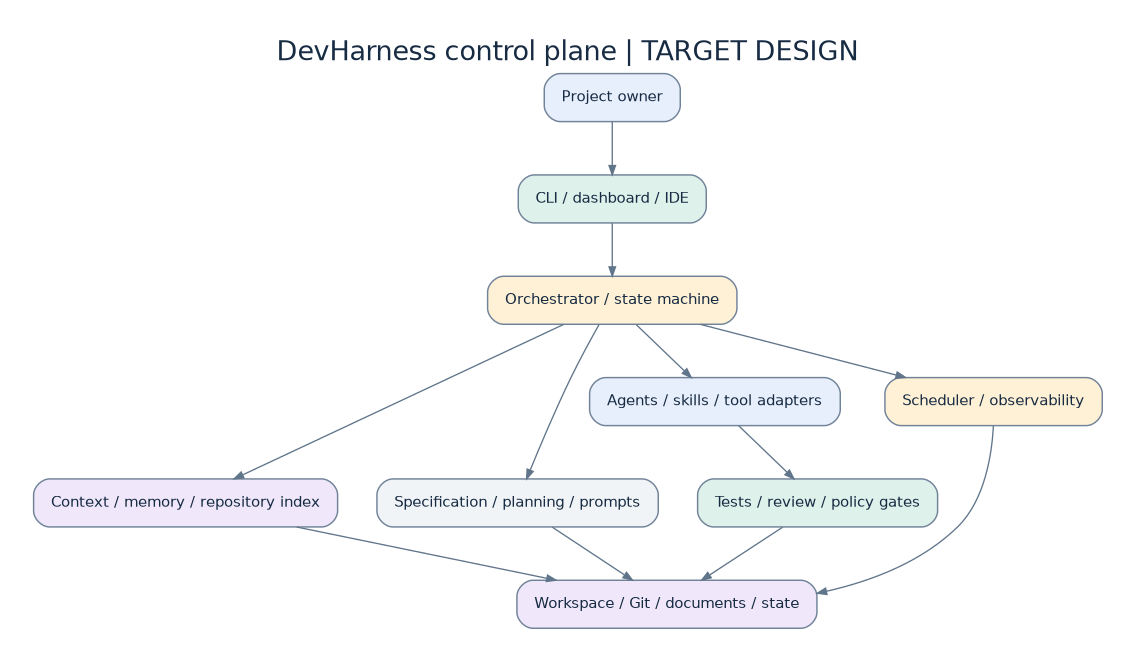 DevHarness control plane | TARGET DESIGN
Project owner
CLI / dashboard / IDE
Orchestrator / state machine
Agents / skills / tool adapters
Scheduler / observability
Context / memory / repository index
Specification / planning / prompts
Tests / review / policy gates
Workspace / Git / documents / state